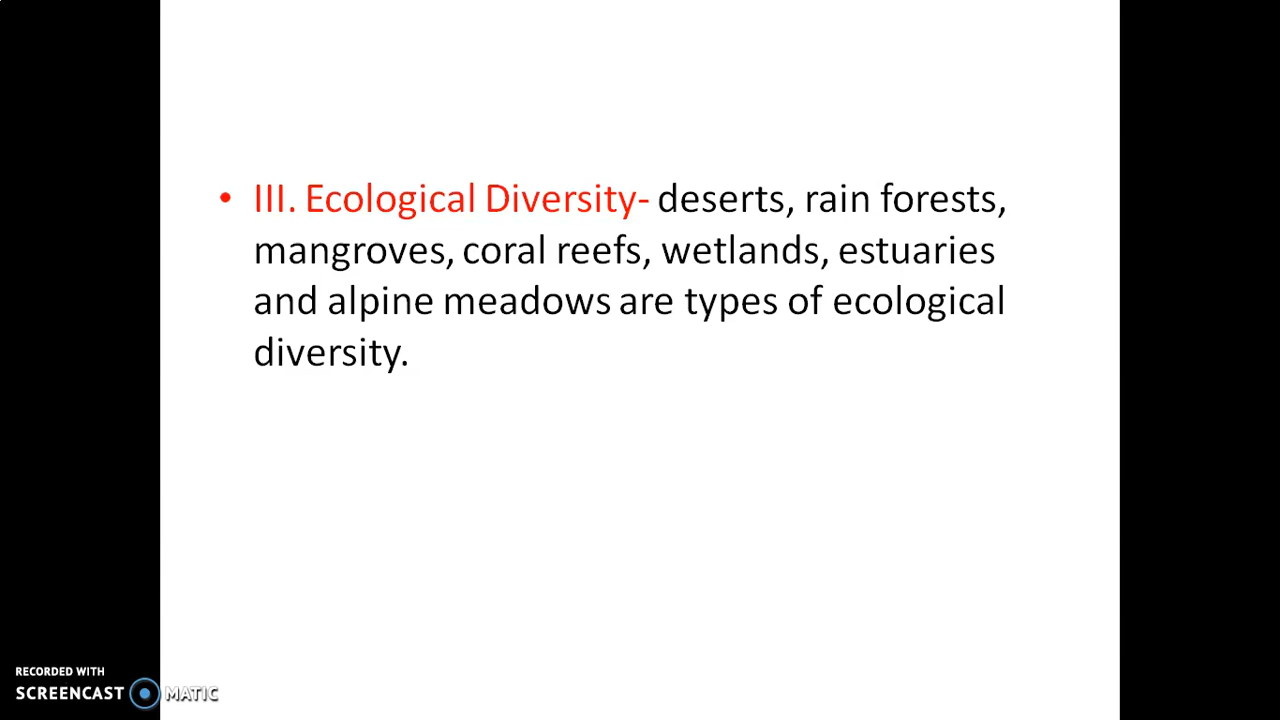 • III. Ecological Diversity- deserts, rain forests,
mangroves, coral reefs, wetlands, estuaries
and alpine meadows are types of ecological
diversity.
RECORDED WITH
SCREENCAST MATIC